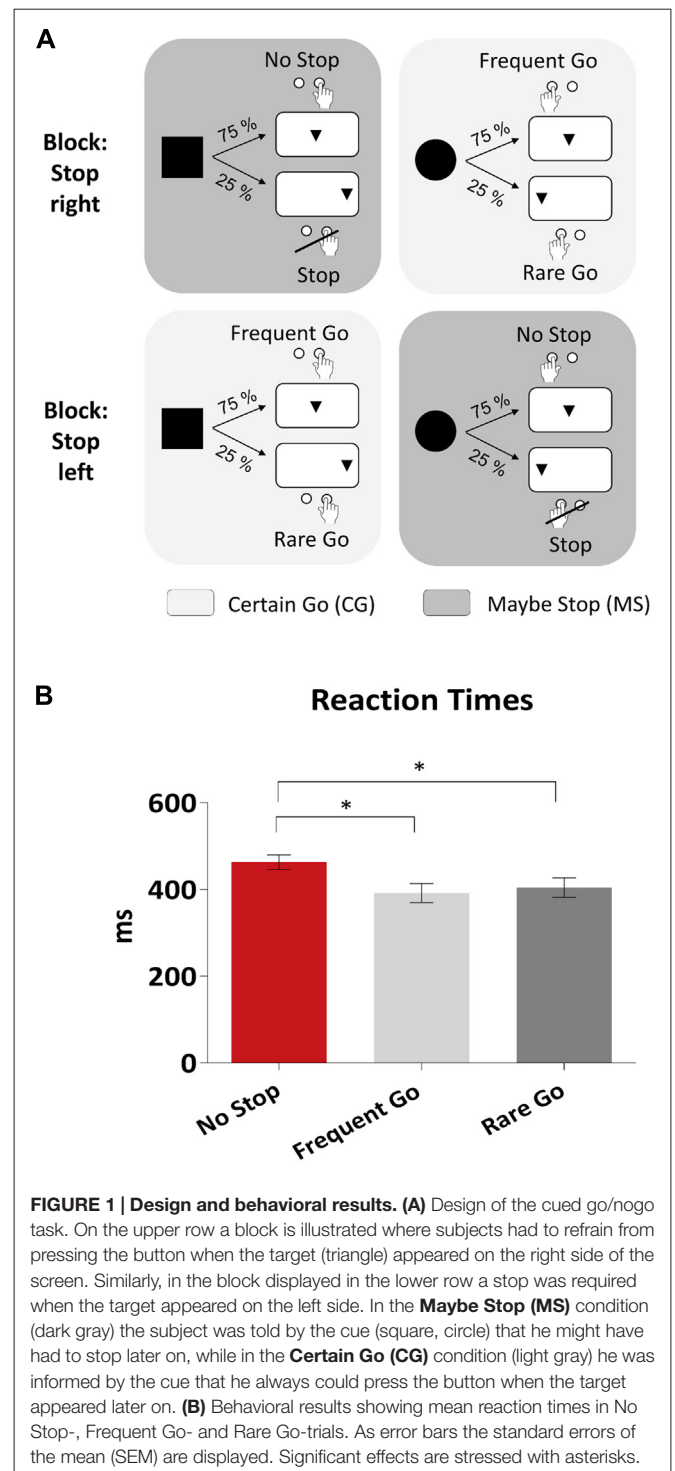 A
No Stop
Frequent Go
75 %
75 %
Block:
Stop
right
25 %
25 %
Stop
Rare Go
Frequent Go
No Stop
75 %
75 %
Block:
Stop
left
25 %
25 %
Rare Go
Stop
Certain Go (CG)
Maybe Stop (MS)
B
Reaction Times
*
*
600
400
200
0
ms
No Stop
Frequent Go
Rare Go
FIGURE 1 | Design and behavioral results. (A) Design of the cued go/nogo
task. On the upper row a block is illustrated where subjects had to refrain from
pressing the button when the target (triangle) appeared on the right side of the
screen. Similarly, in the block displayed in the lower row a stop was required
when the target appeared on the left side. In the Maybe Stop (MS) condition
(dark gray) the subject was told by the cue (square, circle) that he might have
had to stop later on, while in the Certain Go (CG) condition (light gray) he was
informed by the cue that he always could press the button when the target
appeared later on. (B) Behavioral results showing mean reaction times in No
Stop-, Frequent Go- and Rare Go-trials. As error bars the standard errors of
the mean (SEM) are displayed. Significant effects are stressed with asterisks.